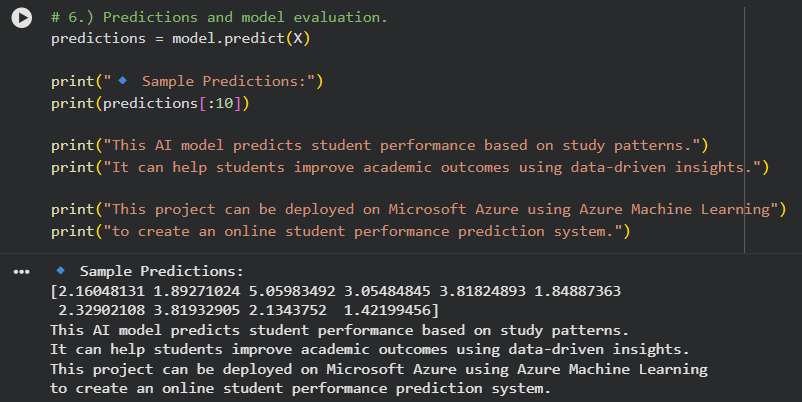 # 6.) Predictions and model evaluation.
predictions = model.predict(X)
print("🔹 Sample Predictions:")
print(predictions[:10])
print("This AI model predicts student performance based on study patterns.")
print("It can help students improve academic outcomes using data-driven insights.")
print("This project can be deployed on Microsoft Azure using Azure Machine Learning")
print("to create an online student performance prediction system.")
🔹 Sample Predictions:
[2.16048131 1.89271024 5.05983492 3.05484845 3.81824893 1.84887363
2.32902108 3.81932905 2.1343752  1.42199456]
This AI model predicts student performance based on study patterns.
It can help students improve academic outcomes using data-driven insights.
This project can be deployed on Microsoft Azure using Azure Machine Learning
to create an online student performance prediction system.